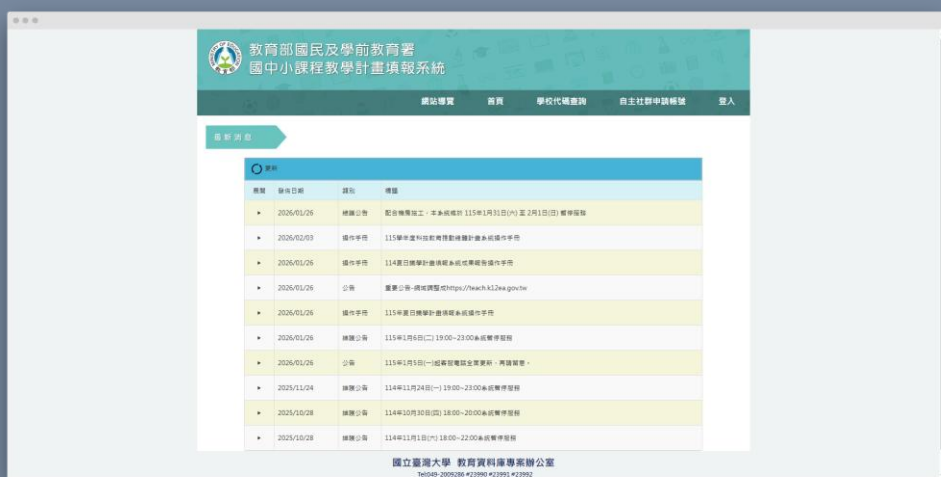 教育部國民及學前教育署
國中小課程教學計畫填報系統
網站導覽 首頁 學校代碼查詢 自主社群申請帳號 登入
最新消息
更新
展開 發佈日期 類別 標題
2026/01/26 維護公告 配合機房施工，本系統將於 115年1月31日(六) 至 2月1日(日) 暫停服務
2026/02/03 操作手冊 115學年度科技教育推動總體計畫系統操作手冊
2026/01/26 操作手冊 114夏日樂學計畫填報系統成果報告操作手冊
2026/01/26 公告 重要公告-網域調整成https://teach.k12ea.gov.tw
2026/01/26 操作手冊 115年夏日樂學計畫填報系統操作手冊
2026/01/26 維護公告 115年1月6日(二) 19:00~23:00系統暫停服務
2026/01/26 公告 115年1月5日(一)起客服電話全面更新，再請留意。
2025/11/24 維護公告 114年11月24日(一) 19:00~23:00系統暫停服務
2025/10/28 維護公告 114年10月30日(四) 18:00~20:00系統暫停服務
2025/10/28 維護公告 114年11月1日(六) 18:00~22:00系統暫停服務
國立臺灣大學 教育資料庫專案辦公室
Tel:049-2009286 #23990 #23991 #23992